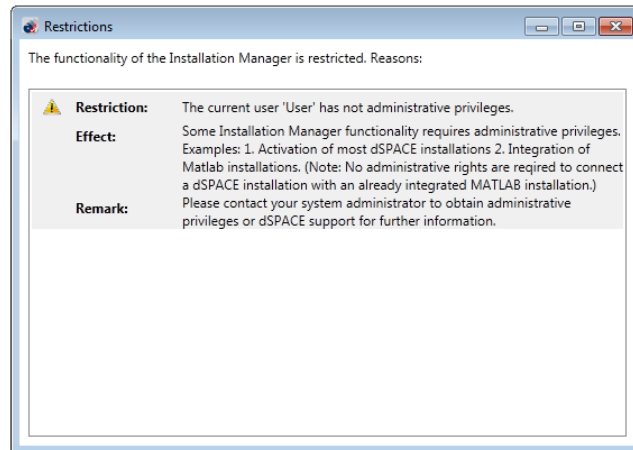 Restrictions
The functionality of the Installation Manager is restricted. Reasons:
Restriction: The current user 'User' has not administrative privileges.
Effect: Some Installation Manager functionality requires administrative privileges.
Examples: 1. Activation of most dSPACE installations 2. Integration of
Matlab installations. (Note: No administrative rights are reqired to connect
a dSPACE installation with an already integrated MATLAB installation.)
Remark: Please contact your system administrator to obtain administrative
privileges or dSPACE support for further information.